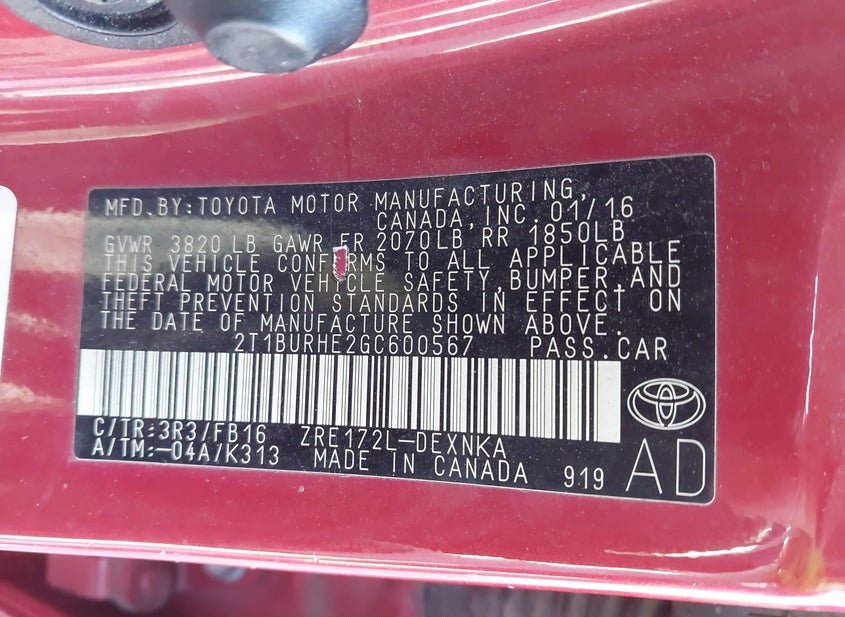 MFD.BY:TOYOTA MOTOR MANUFACTURING,
CANADA,INC. 01/16
GVWR 3820 LB GAWR FR 2070LB RR 1850LB
THIS VEHICLE CONFORMS TO ALL APPLICABLE
FEDERAL MOTOR VEHICLE SAFETY,BUMPER,AND
THEFT PREVENTION STANDARDS IN EFFECT ON
THE DATE OF MANUFACTURE SHOWN ABOVE.
2T1BURHE2GC600567 PASS.CAR
C/TR:3R3/FB16 ZRE172L-DEXNKA
A/TM:-04A/K313 MADE IN CANADA 919 AD